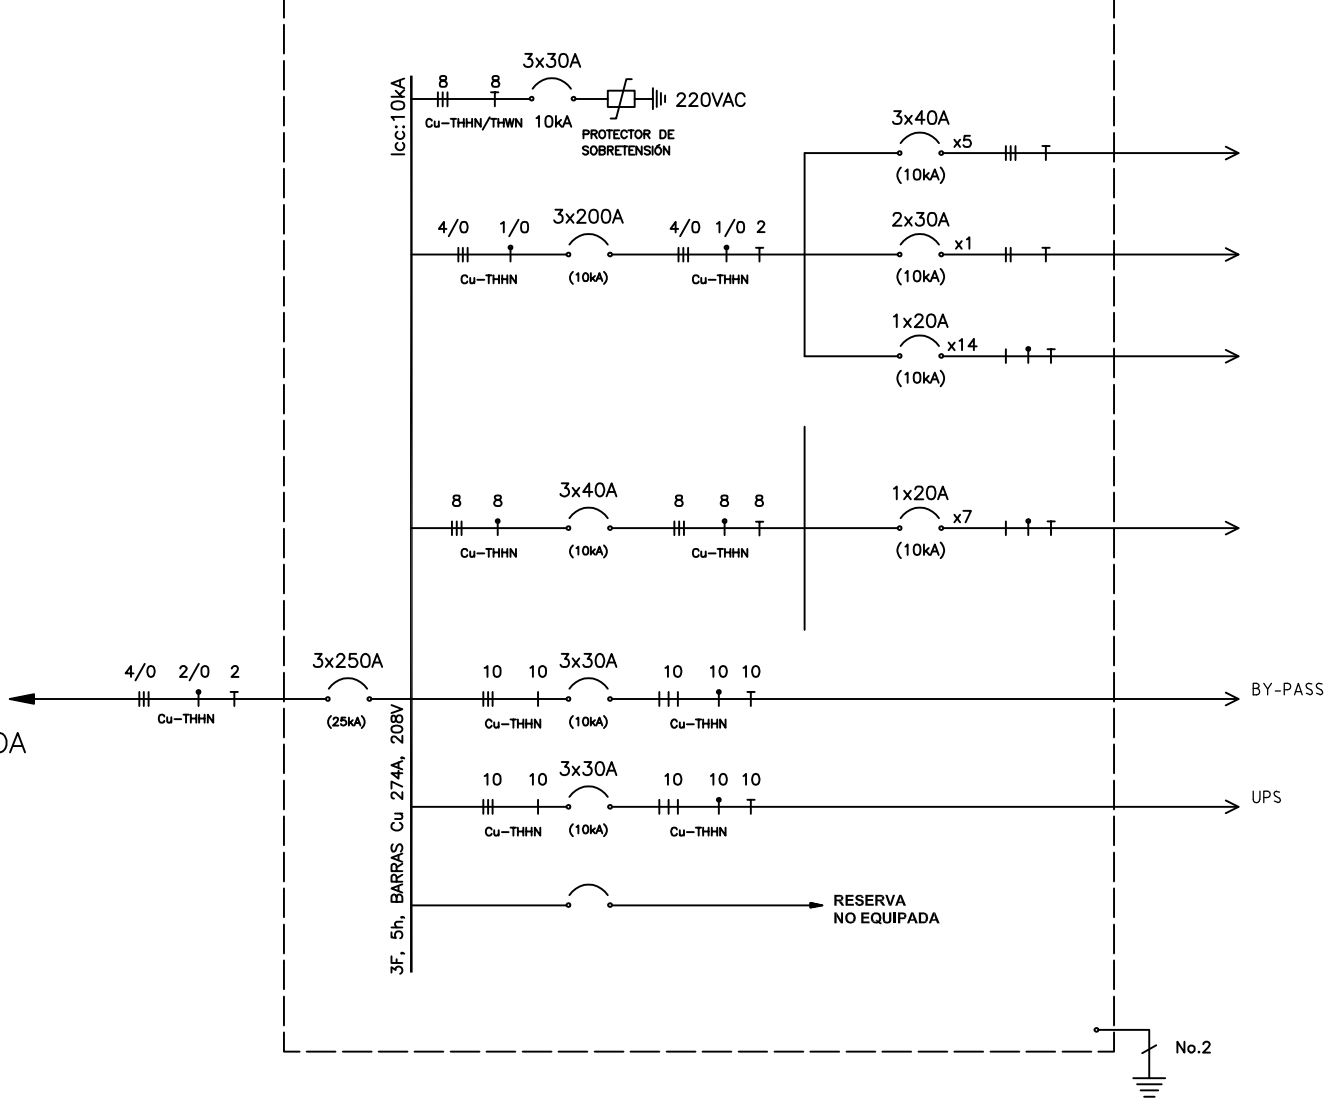 3x30A
8 8
Cu-THHN/THWN 10kA
220VAC
PROTECTOR DE
SOBRETENSIÓN
Icc:10kA
3x40A
x5
(10kA)
4/0 1/0 3x200A 4/0 1/0 2
Cu-THHN (10kA) Cu-THHN
2x30A
x1
(10kA)
1x20A
x14
(10kA)
8 8 3x40A 8 8 8
Cu-THHN (10kA) Cu-THHN
1x20A
x7
(10kA)
4/0 2/0 2 3x250A
Cu-THHN (25kA)
0A
10 10 3x30A 10 10 10
Cu-THHN (10kA) Cu-THHN
BY-PASS
10 10 3x30A 10 10 10
Cu-THHN (10kA) Cu-THHN
UPS
3F, 5h, BARRAS Cu 274A, 208V
RESERVA
NO EQUIPADA
No.2